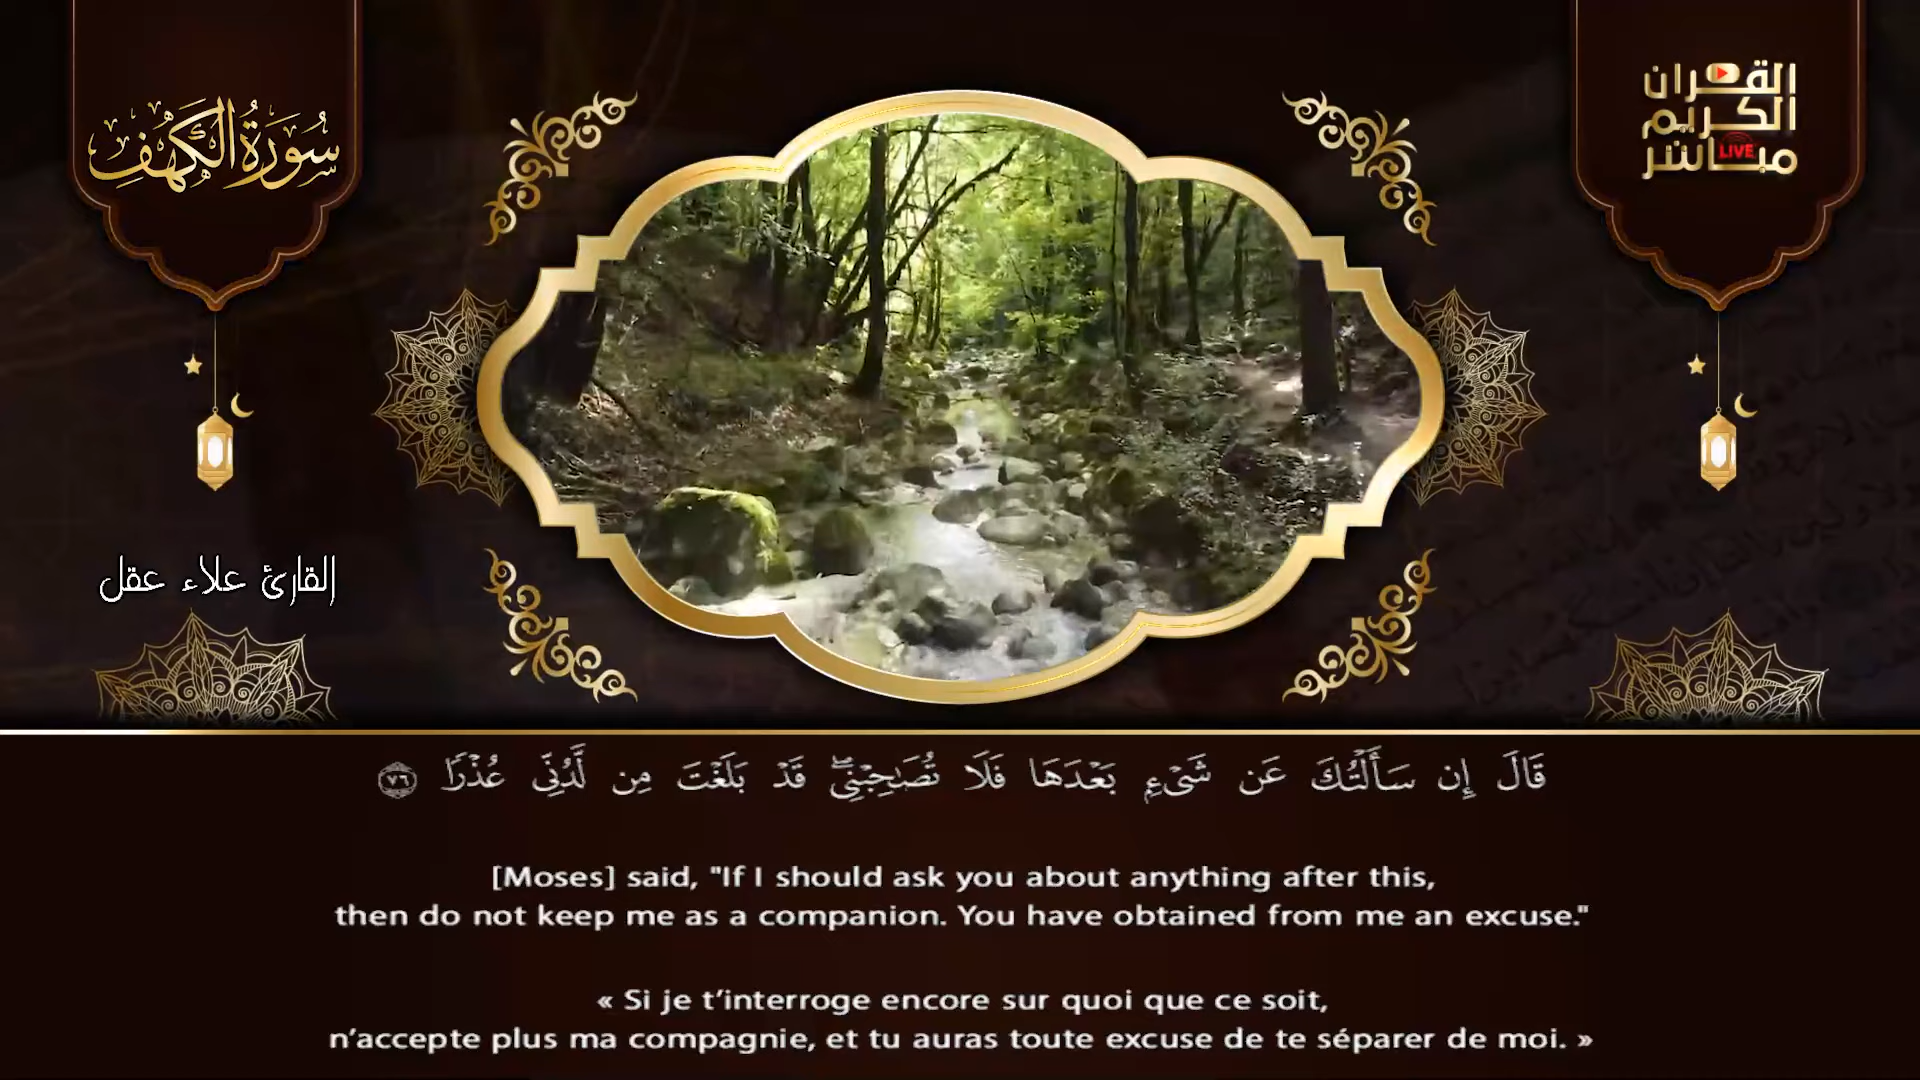 سُورَةُ الكَهْفِ
القرآن
الكريم
مباشر
LIVE
القارئ علاء عقل
قَالَ إِن سَأَلْتُكَ عَن شَىْءٍۭ بَعْدَهَا فَلَا تُصَـٰحِبْنِى ۖ قَدْ بَلَغْتَ مِن لَّدُنِّى عُذْرًا ٧٦
[Moses] said, "If I should ask you about anything after this,
then do not keep me as a companion. You have obtained from me an excuse."
« Si je t’interroge encore sur quoi que ce soit,
n’accepte plus ma compagnie, et tu auras toute excuse de te séparer de moi. »